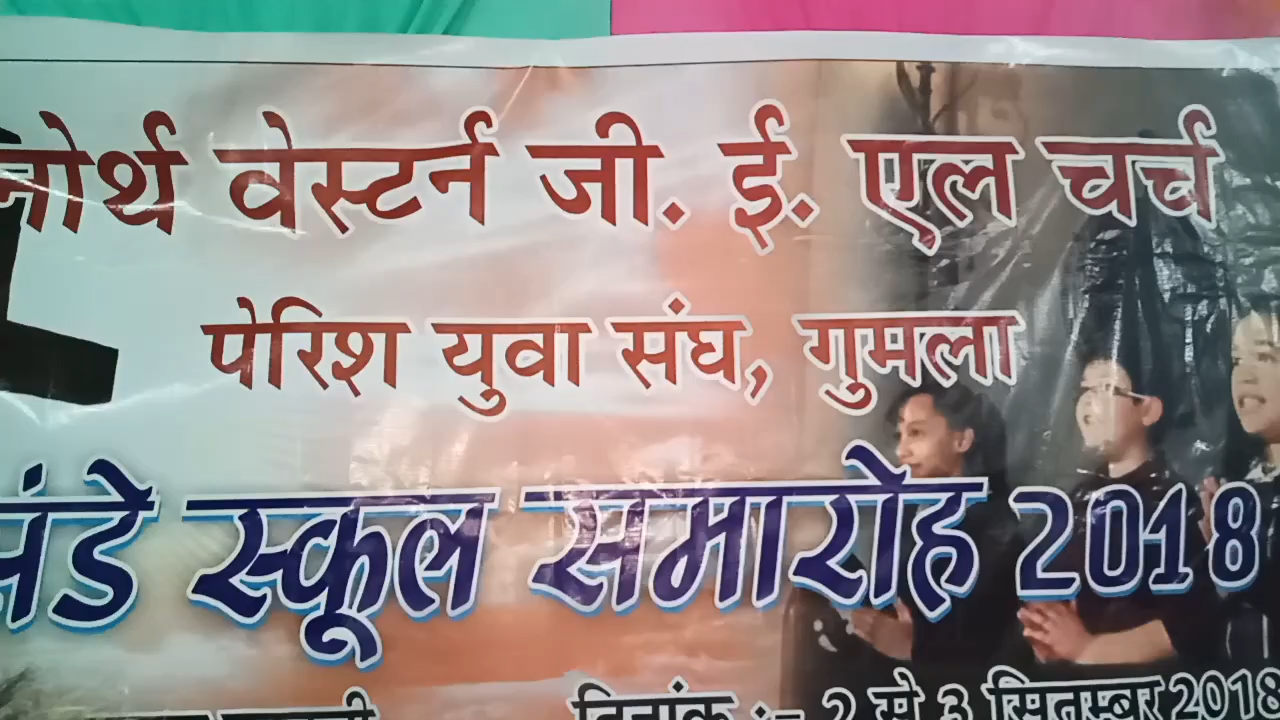 नोर्थ वेस्टर्न जी. ई. एल चर्च
पेरिश युवा संघ, गुमला
संडे स्कूल समारोह 2018
दिनांक :- 2 से 3 सितम्बर 2018